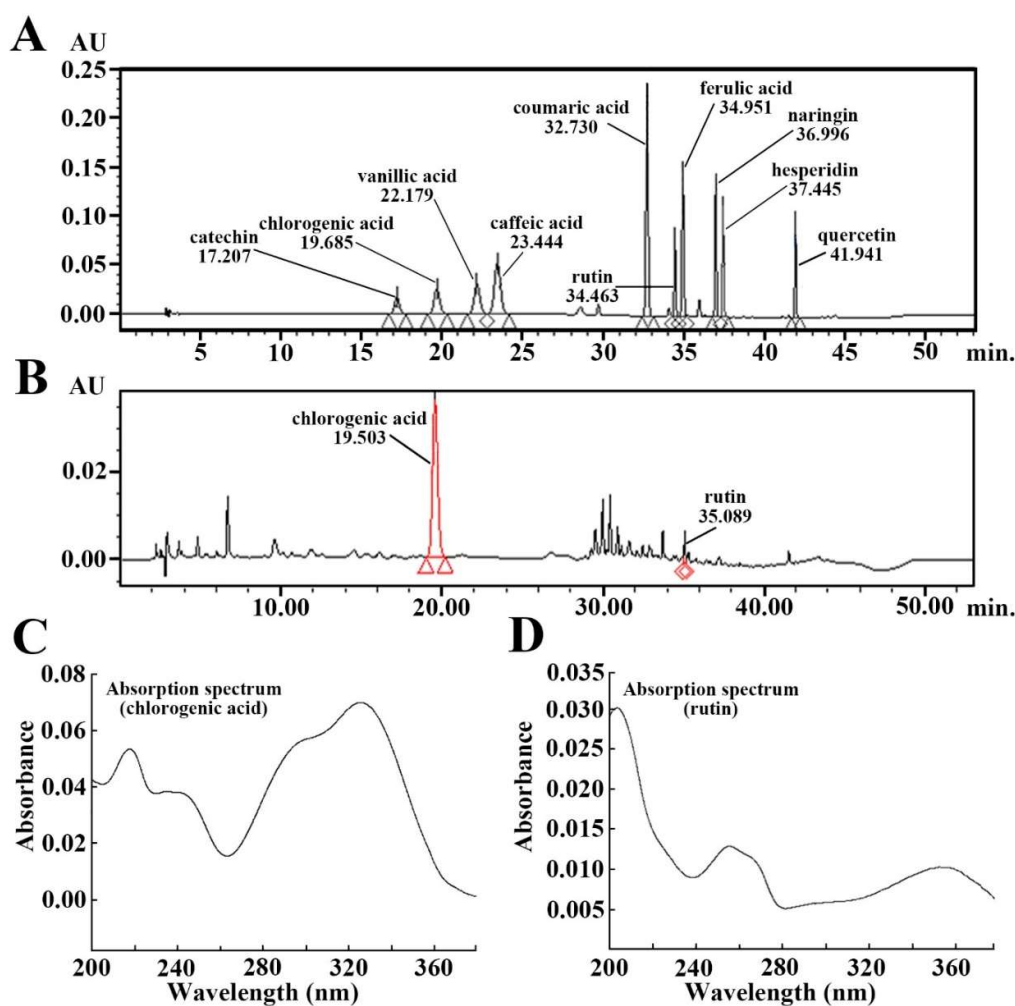 A
AU
0.25
0.20
0.15
0.10
0.05
0.00
coumaric acid
32.730
ferulic acid
34.951
naringin
36.996
hesperidin
37.445
vanillic acid
22.179
chlorogenic acid
19.685
caffeic acid
23.444
catechin
17.207
rutin
34.463
quercetin
41.941
5 10 15 20 25 30 35 40 45 50 min.
B
AU
chlorogenic acid
19.503
0.02
rutin
35.089
0.00
10.00 20.00 30.00 40.00 50.00 min.
C
0.08
0.06
0.04
0.02
0.00
Absorption spectrum
(chlorogenic acid)
Absorbance
200 240 280 320 360
Wavelength (nm)
D
0.035
0.030
0.025
0.020
0.015
0.010
0.005
Absorption spectrum
(rutin)
Absorbance
200 240 280 320 360
Wavelength (nm)